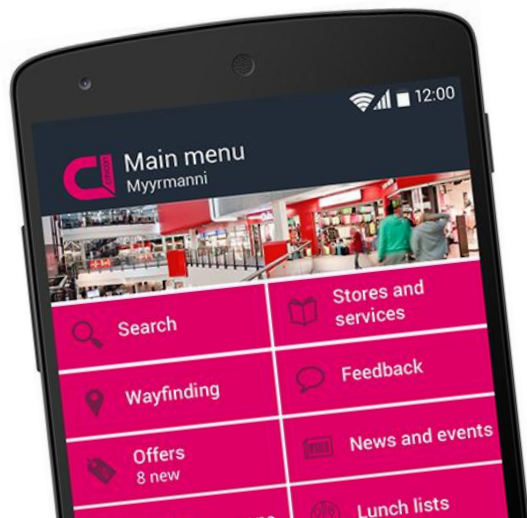 12:00
Main menu
Myyrmanni
Search
Stores and
services
Wayfinding
Feedback
Offers
8 new
News and events
Lunch lists